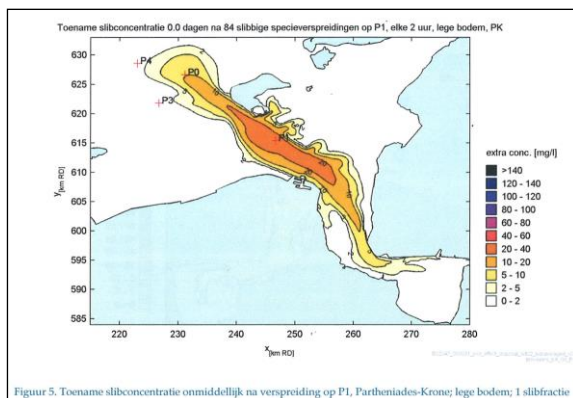 Toename slibconcentratie 0.0 dagen na 84 slibbige specieverspreidingen op P1, elke 2 uur, lege bodem, PK
630
625
620
615
610
605
600
595
590
585
y [km RD]
220
230
240
250
260
270
280
x [km RD]
P4
P0
P3
P1
extra conc. [mg/l]
>140
120 - 140
100 - 120
80 - 100
60 - 80
40 - 60
20 - 40
10 - 20
5 - 10
2 - 5
0 - 2
Figuur 5. Toename slibconcentratie onmiddellijk na verspreiding op P1, Partheniades-Krone; lege bodem; 1 slibfractie